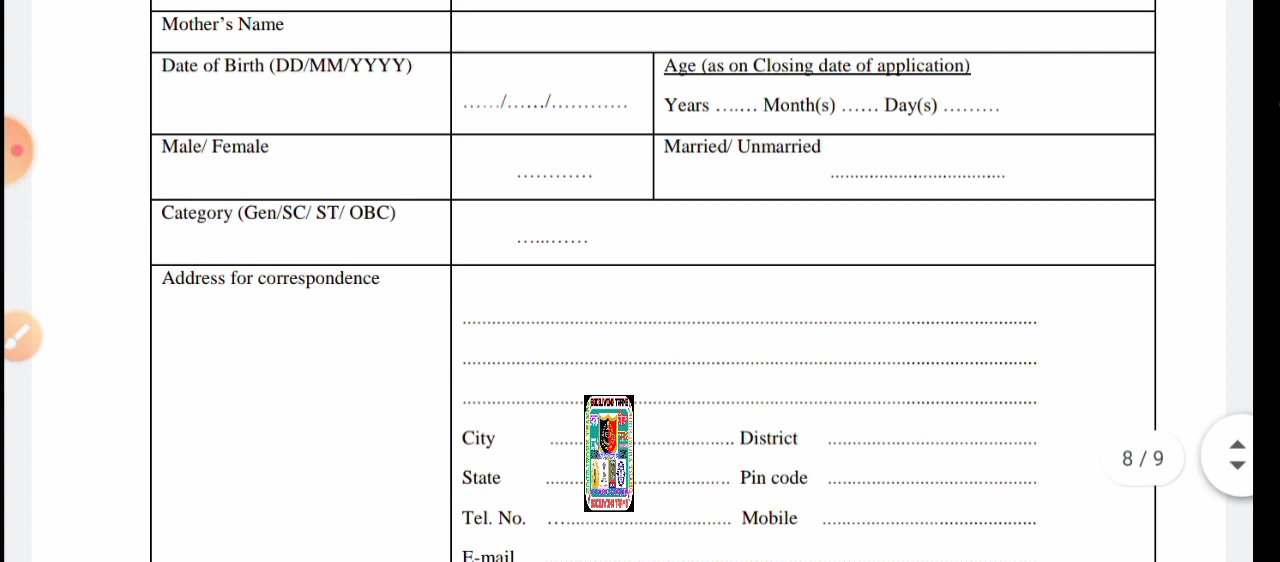 Mother's Name
Date of Birth (DD/MM/YYYY)
....../....../............
Age (as on Closing date of application)
Years ....... Month(s) ...... Day(s) .........
Male/ Female
............
Married/ Unmarried
....................................
Category (Gen/SC/ ST/ OBC)
............
Address for correspondence
City ........ District ........
State ........ Pin code ........
Tel. No. ........ Mobile ........
E-mail
8 / 9